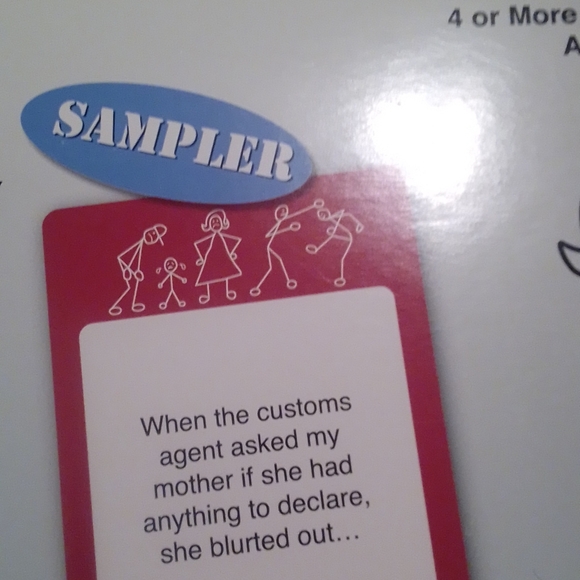 4 or More
A
SAMPLER
When the customs
agent asked my
mother if she had
anything to declare,
she blurted out...